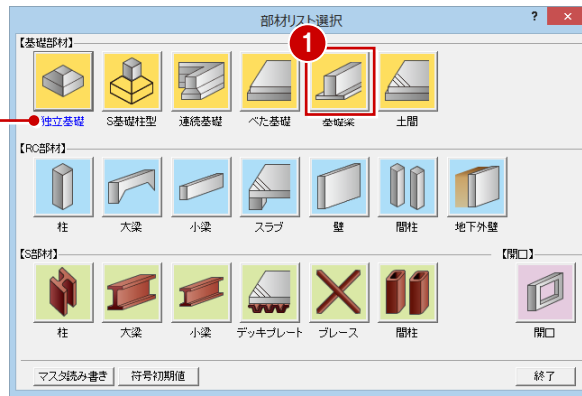 部材リスト選択
? ×
1
【基礎部材】
独立基礎 S基礎柱型 連続基礎 べた基礎 基礎梁 土間
【RC部材】
柱 大梁 小梁 スラブ 壁 間柱 地下外壁
【S部材】 【開口】
柱 大梁 小梁 デッキプレート ブレース 間柱 開口
マスタ読み書き 符号初期値 終了